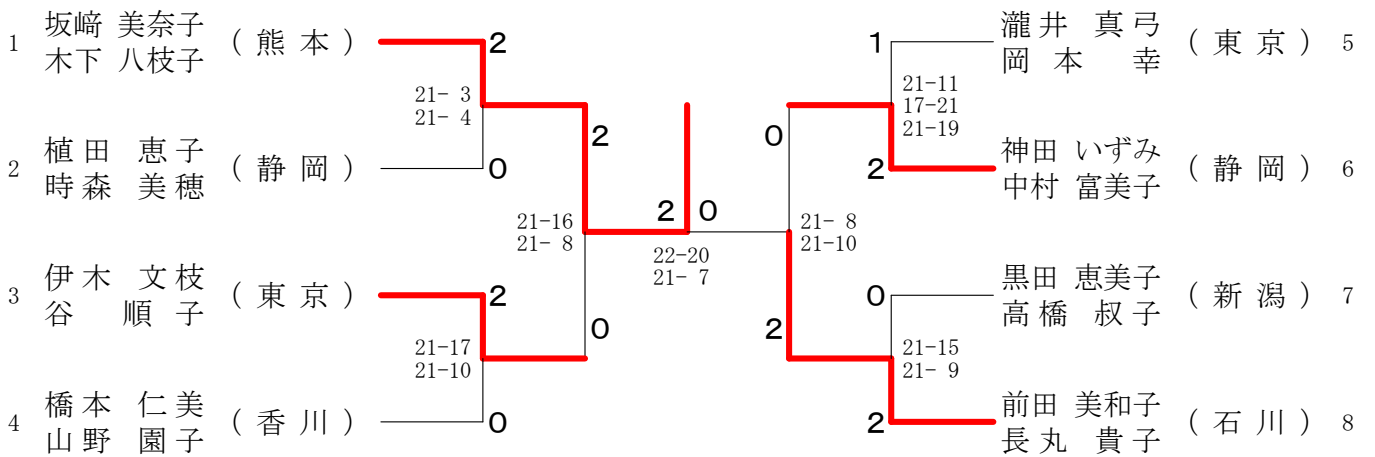 1 坂﨑 美奈子
木下 八枝子
( 熊 本 )
2
21- 3
21- 4
2 植田 恵子
時森 美穂
( 静 岡 )
0
2
21-16
21- 8
3 伊木 文枝
谷 順子
( 東 京 )
2
21-17
21-10
0
4 橋本 仁美
山野 園子
( 香 川 )
0
2 0
22-20
21- 7
1
瀧井 真弓
岡本 幸
( 東 京 ) 5
21-11
17-21
21-19
0
2
神田 いずみ
中村 富美子
( 静 岡 ) 6
21- 8
21-10
0
黒田 恵美子
高橋 叔子
( 新 潟 ) 7
2
21-15
21- 9
2
前田 美和子
長丸 貴子
( 石 川 ) 8